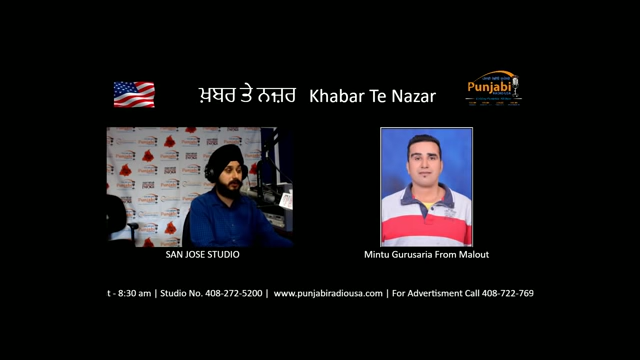 ਖ਼ਬਰ ਤੇ ਨਜ਼ਰ Khabar Te Nazar
Punjabi
SAN JOSE STUDIO
Mintu Gurusaria From Malout
t - 8:30 am | Studio No. 408-272-5200 | www.punjabiradiousa.com | For Advertisment Call 408-722-769